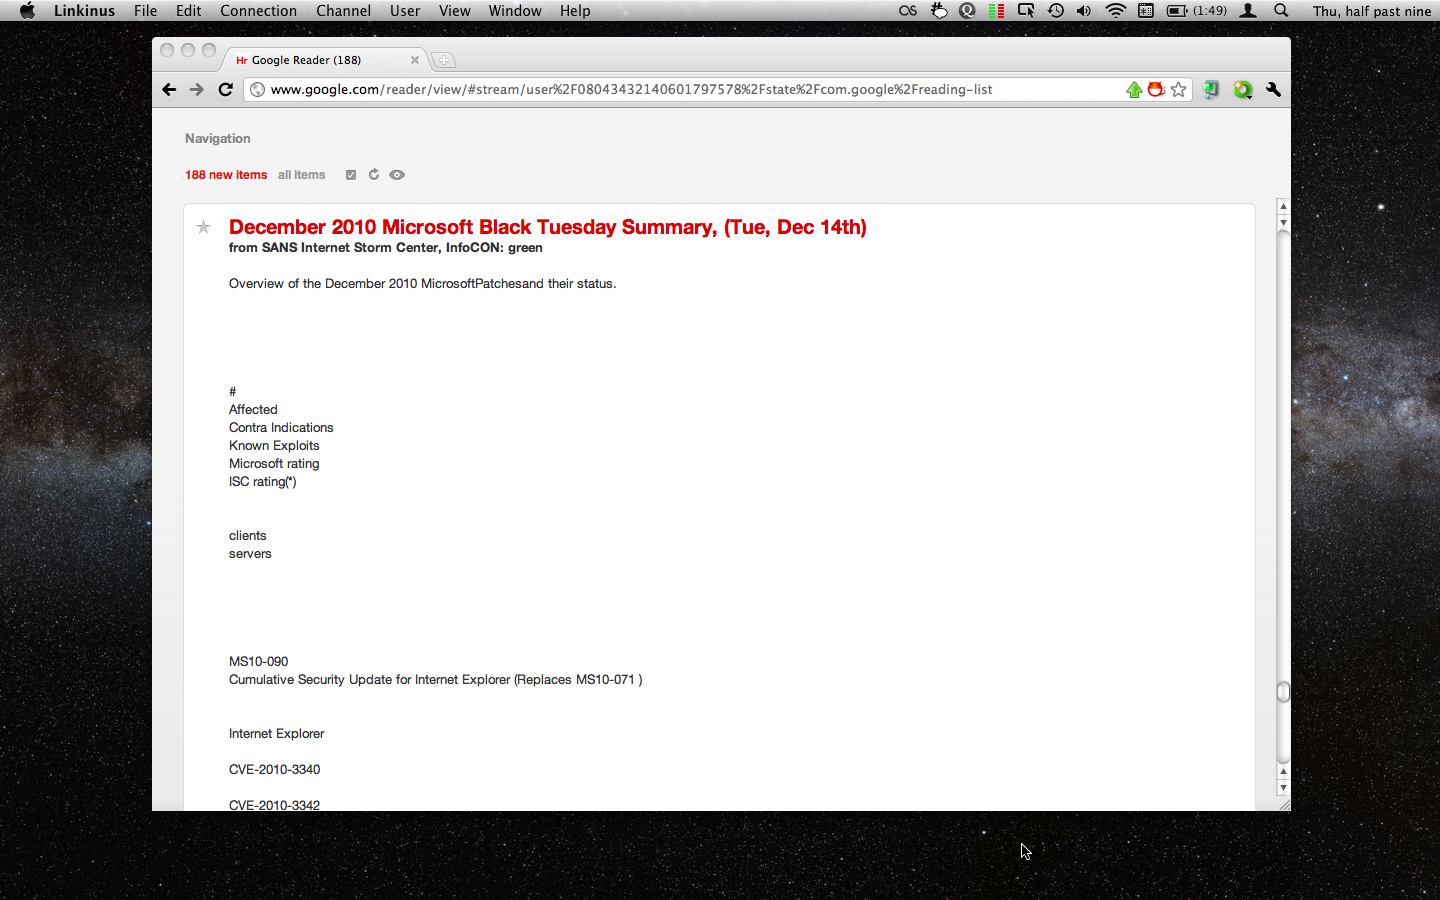 Linkinus File Edit Connection Channel User View Window Help (1:49) Thu, half past nine
Hr Google Reader (188)
www.google.com/reader/view/#stream/user%2F08043432140601797578%2Fstate%2Fcom.google%2Freading-list
Navigation
188 new items all items
December 2010 Microsoft Black Tuesday Summary, (Tue, Dec 14th)
from SANS Internet Storm Center, InfoCON: green
Overview of the December 2010 MicrosoftPatchesand their status.
#
Affected
Contra Indications
Known Exploits
Microsoft rating
ISC rating(*)
clients
servers
MS10-090
Cumulative Security Update for Internet Explorer (Replaces MS10-071 )
Internet Explorer
CVE-2010-3340
CVE-2010-3342